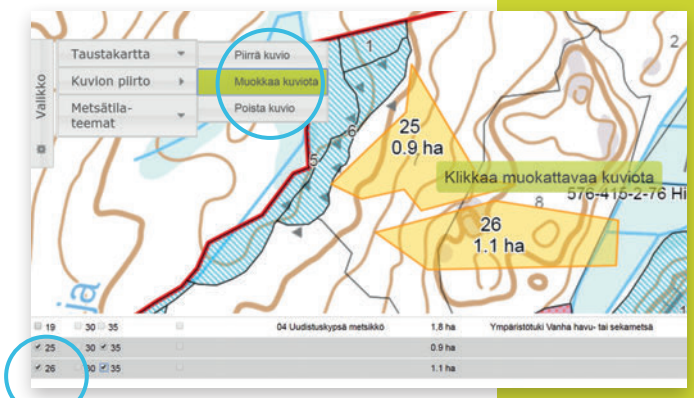 Valikko
Taustakartta
Kuvion piirto
Metsätila-
teemat
Piirrä kuvio
Muokkaa kuviota
Poista kuvio
1
2
25
0.9 ha
6
5
Klikkaa muokattavaa kuviota
576-415-2-76 Hi
8
26
1.1 ha
ja
19 30 35 04 Uudistuskypsä metsikkö 1,8 ha Ympäristötuki Vanha havu- tai sekametsä
25 30 35 0.9 ha
26 30 35 1.1 ha